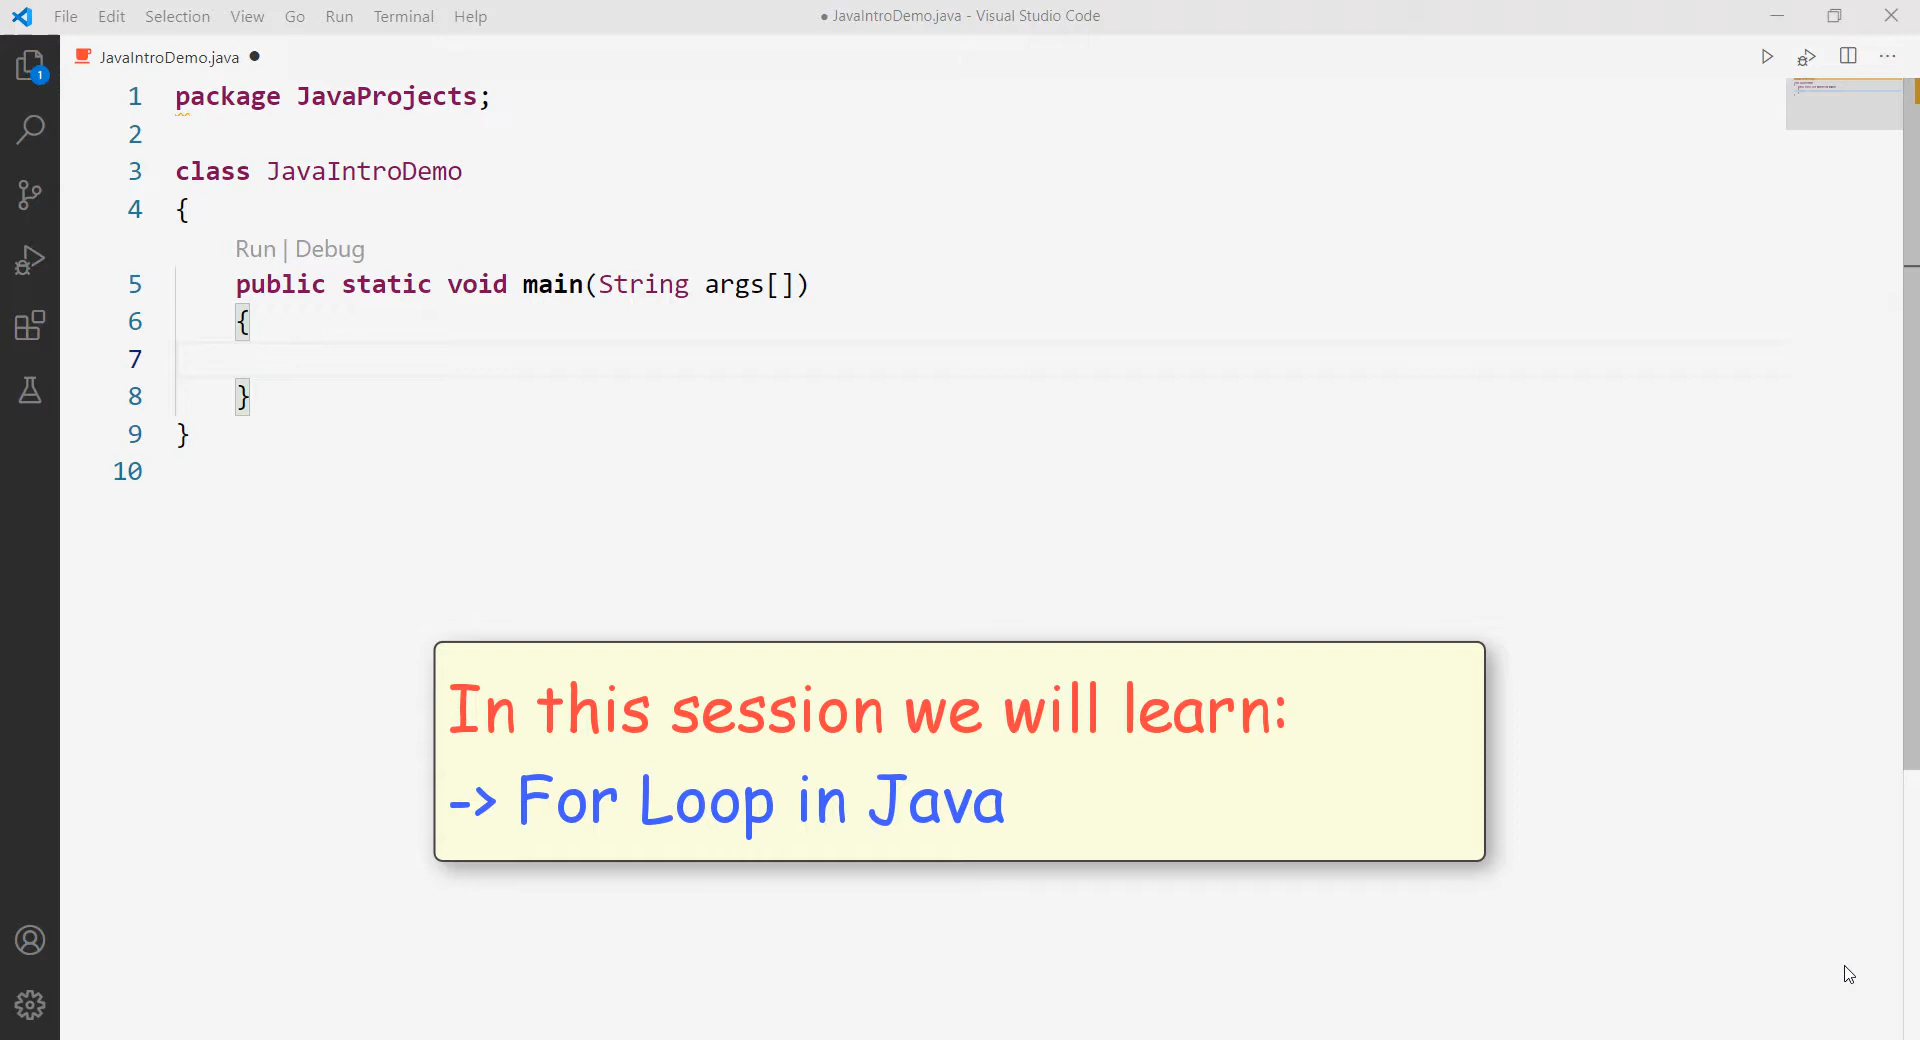 File Edit Selection View Go Run Terminal Help
● JavaIntroDemo.java - Visual Studio Code
JavaIntroDemo.java ●
1
1 package JavaProjects;
2
3 class JavaIntroDemo
4 {
Run | Debug
5 public static void main(String args[])
6 {
7
8 }
9 }
10
In this session we will learn:
-> For Loop in Java